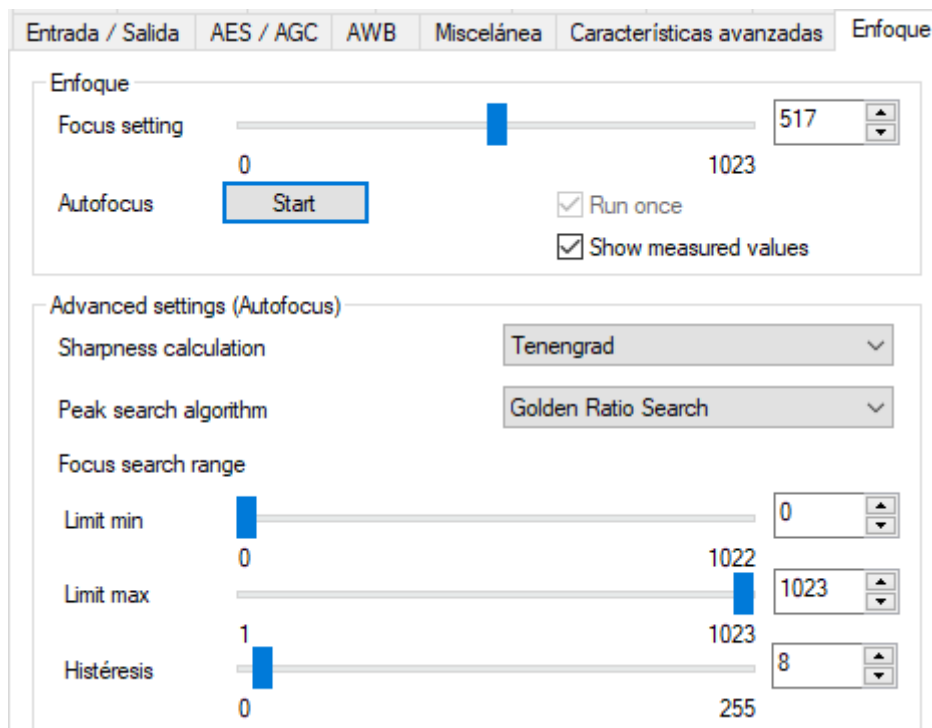 Entrada / Salida AES / AGC AWB Miscelánea Características avanzadas Enfoque
Enfoque
Focus setting 517
0 1023
Autofocus Start Run once
Show measured values
Advanced settings (Autofocus)
Sharpness calculation Tenengrad
Peak search algorithm Golden Ratio Search
Focus search range
Limit min 0
0 1022
Limit max 1023
1 1023
Histéresis 8
0 255